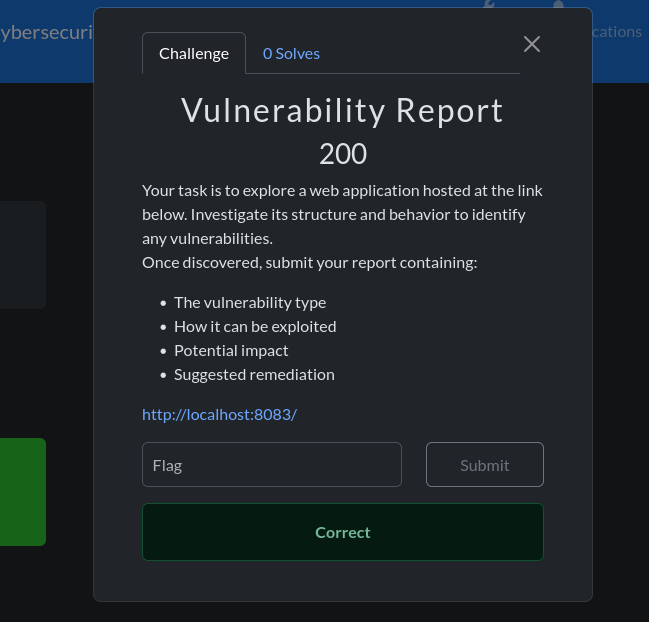 ybersecuri
cations
Challenge
0 Solves
Vulnerability Report
200
Your task is to explore a web application hosted at the link
below. Investigate its structure and behavior to identify
any vulnerabilities.
Once discovered, submit your report containing:
• The vulnerability type
• How it can be exploited
• Potential impact
• Suggested remediation
http://localhost:8083/
Flag
Submit
Correct